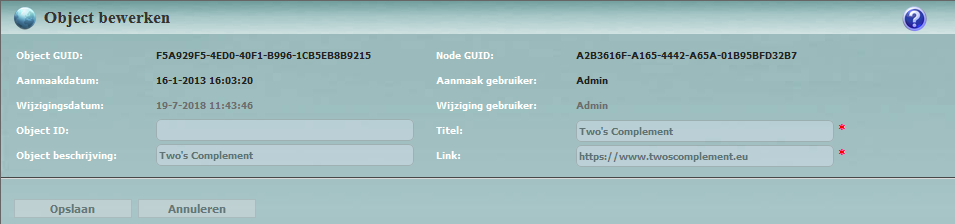 Object bewerken ?
Object GUID: F5A929F5-4ED0-40F1-B996-1CB5EB8B9215 Node GUID: A2B3616F-A165-4442-A65A-01B95BFD32B7
Aanmaakdatum: 16-1-2013 16:03:20 Aanmaak gebruiker: Admin
Wijzigingsdatum: 19-7-2018 11:43:46 Wijziging gebruiker: Admin
Object ID: Titel: Two's Complement *
Object beschrijving: Two's Complement Link: https://www.twoscomplement.eu *
Opslaan Annuleren